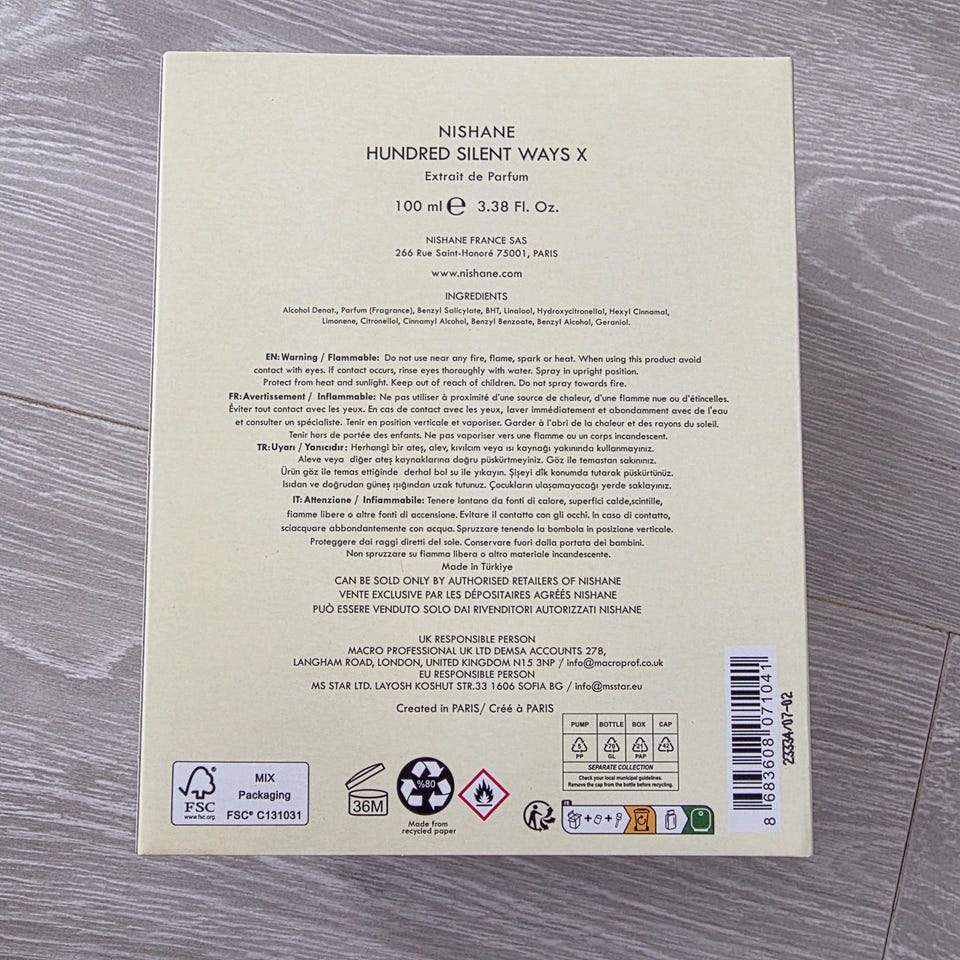 NISHANE
HUNDRED SILENT WAYS X
Extrait de Parfum
100 ml ℮ 3.38 Fl. Oz.
NISHANE FRANCE SAS
266 Rue Saint-Honoré 75001, PARIS
www.nishane.com
INGREDIENTS
Alcohol Denat., Parfum (Fragrance), Benzyl Salicylate, BHT, Linalool, Hydroxycitronellol, Hexyl Cinnamal,
Limonene, Citronellol, Cinnamyl Alcohol, Benzyl Benzoate, Benzyl Alcohol, Geraniol.
EN: Warning / Flammable: Do not use near any fire, flame, spark or heat. When using this product avoid
contact with eyes. If contact occurs, rinse eyes thoroughly with water. Spray in upright position.
Protect from heat and sunlight. Keep out of reach of children. Do not spray towards fire.
FR: Avertissement / Inflammable: Ne pas utiliser à proximité d'une source de chaleur, d'une flamme nue ou d'étincelles.
Éviter tout contact avec les yeux. En cas de contact avec les yeux, laver immédiatement et abondamment avec de l'eau
et consulter un spécialiste. Tenir en position verticale et vaporiser. Garder à l'abri de la chaleur et des rayons du soleil.
Tenir hors de portée des enfants. Ne pas vaporiser vers une flamme ou un corps incandescent.
TR: Uyarı / Yanıcıdır: Herhangi bir ateş, alev, kıvılcım veya ısı kaynağı yakınında kullanmayınız.
Aleve veya diğer ateş kaynaklarına doğru püskürtmeyiniz. Göz ile temastan sakınınız.
Ürün göz ile temas ettiğinde derhal bol su ile yıkayın. Şişeyi dik konumda tutarak püskürtünüz.
Isıdan ve doğrudan güneş ışığından uzak tutunuz. Çocukların ulaşamayacağı yerde saklayınız.
IT: Attenzione / Infiammabile: Tenere lontano da fonti di calore, superfici calde,scintille,
fiamme libere o altre fonti di accensione. Evitare il contatto con gli occhi. In caso di contatto,
sciacquare abbondantemente con acqua. Spruzzare tenendo la bombola in posizione verticale.
Proteggere dai raggi diretti del sole. Conservare fuori dalla portata dei bambini.
Non spruzzare su fiamma libera o altro materiale incandescente.
Made in Türkiye
CAN BE SOLD ONLY BY AUTHORISED RETAILERS OF NISHANE
VENTE EXCLUSIVE PAR LES DÉPOSITAIRES AGRÉÉS NISHANE
PUÒ ESSERE VENDUTO SOLO DAI RIVENDITORI AUTORIZZATI NISHANE
UK RESPONSIBLE PERSON
MACRO PROFESSIONAL UK LTD DEMSA ACCOUNTS 278,
LANGHAM ROAD, LONDON, UNITED KINGDOM N15 3NP / info@macroprof.co.uk
EU RESPONSIBLE PERSON
MS STAR LTD. LAYOSH KOSHUT STR.33 1606 SOFIA BG / info@msstar.eu
Created in PARIS/ Créé à PARIS
PUMP BOTTLE BOX CAP
5 70 21 42
PP GL PAP
SEPARATE COLLECTION
Check your local municipal guidelines.
Remove the cap from the bottle before recycling.
FSC
www.fsc.org
MIX
Packaging
FSC® C131031
36M
%80
Made from
recycled paper
FR
8 683608 071041
23334/07-02